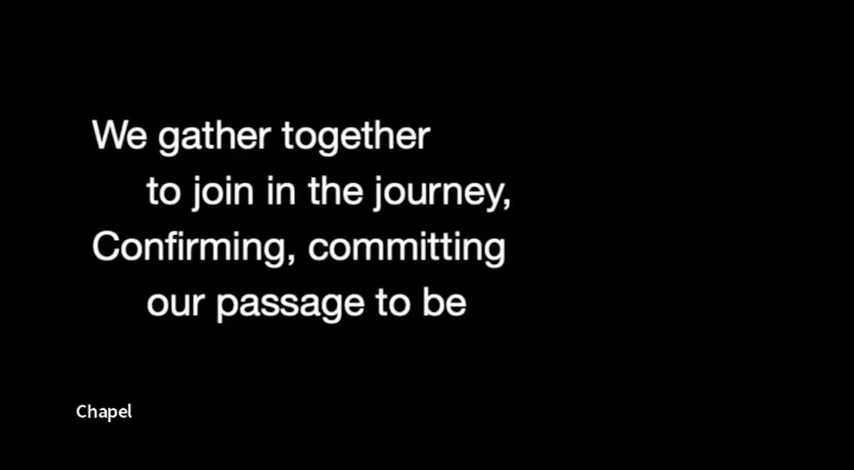 We gather together
to join in the journey,
Confirming, committing
our passage to be
Chapel